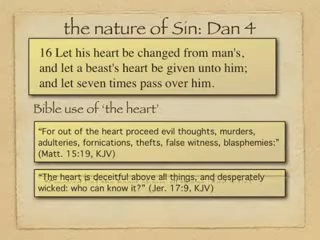 the nature of Sin: Dan 4
16 Let his heart be changed from man's,
and let a beast's heart be given unto him;
and let seven times pass over him.
Bible use of 'the heart'
“For out of the heart proceed evil thoughts, murders,
adulteries, fornications, thefts, false witness, blasphemies:”
(Matt. 15:19, KJV)
“The heart is deceitful above all things, and desperately
wicked: who can know it?” (Jer. 17:9, KJV)